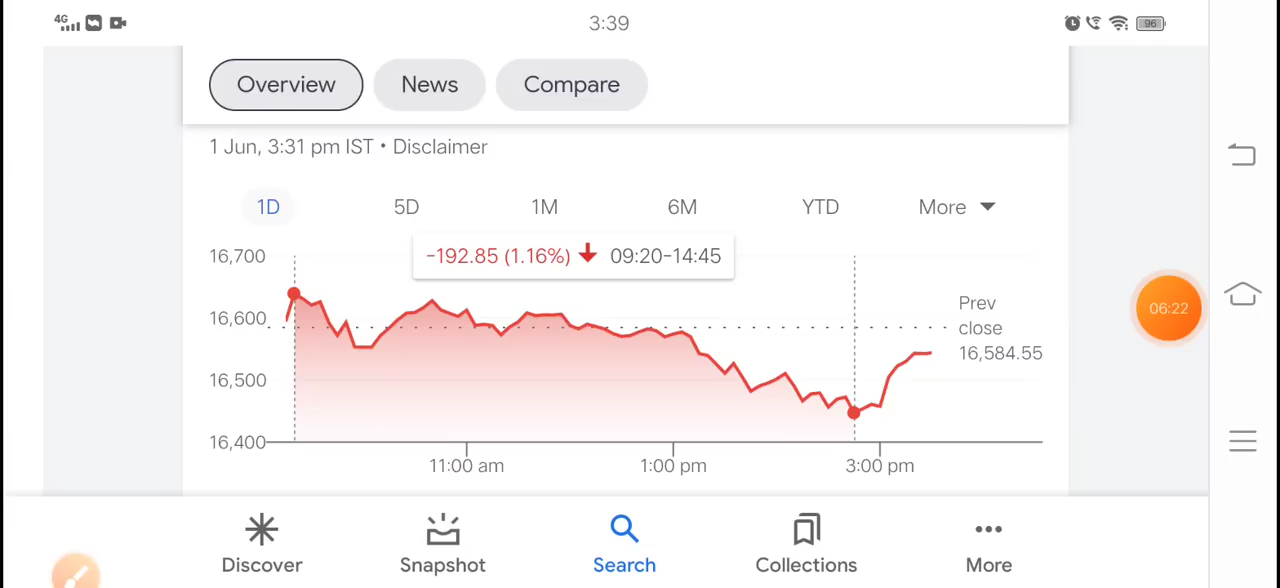 4G 3:39 96
Overview News Compare
1 Jun, 3:31 pm IST • Disclaimer
1D 5D 1M 6M YTD More
−192.85 (1.16%) 09:20−14:45
16,700
16,600
16,500
16,400
Prev
close
16,584.55
11:00 am 1:00 pm 3:00 pm
06:22
Discover Snapshot Search Collections More